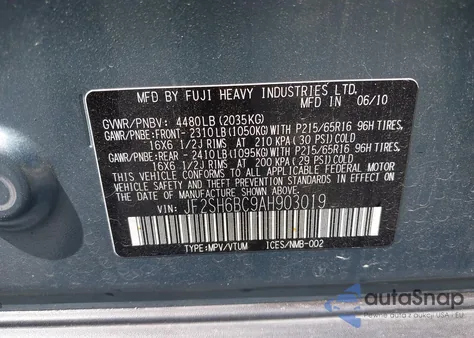 MFD BY FUJI HEAVY INDUSTRIES LTD.
MADE IN 06/10
GVWR/PNBV: 4480LB (2035KG)
GAWR/PNBE:FRONT- 2310LB (1050KG) WITH P215/65R16 96H TIRES,
16X6 1/2J RIMS AT 210 KPA (30 PSI) COLD
GAWR/PNBE:REAR - 2410LB (1095KG) WITH P215/65R16 96H TIRES,
16X6 1/2J RIMS AT 200 KPA (29 PSI) COLD
THIS VEHICLE CONFORMS TO ALL APPLICABLE FEDERAL MOTOR VEHICLE
SAFETY, BUMPER AND THEFT PREVENTION STANDARDS IN EFFECT ON
THE DATE OF MANUFACTURE SHOWN ABOVE.
VIN: JF2SH6BC9AH903019
TYPE:MPV/VTUM ICES/NMB-002
autoSnap